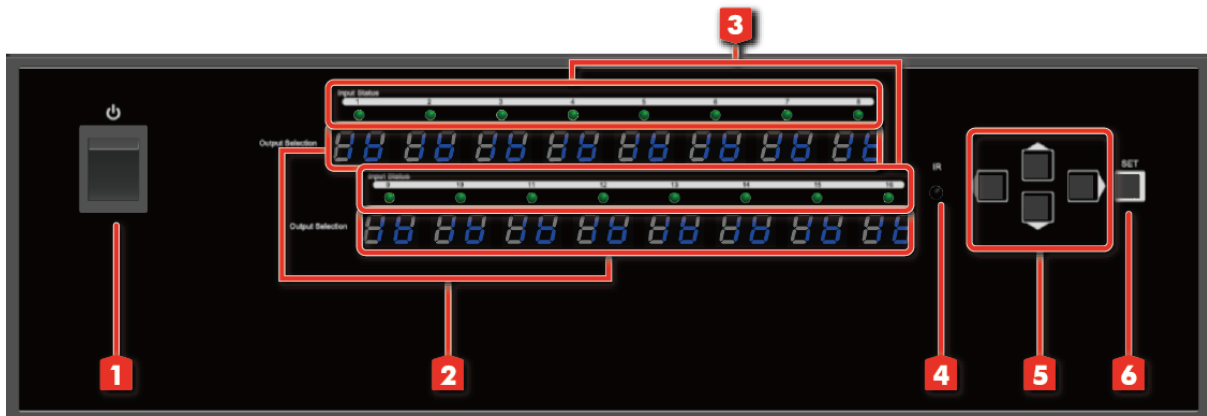 3
Input Status
1 2 3 4 5 6 7 8
Output Selection
Input Status
9 10 11 12 13 14 15 16
Output Selection
IR
SET
1
2
4
5
6